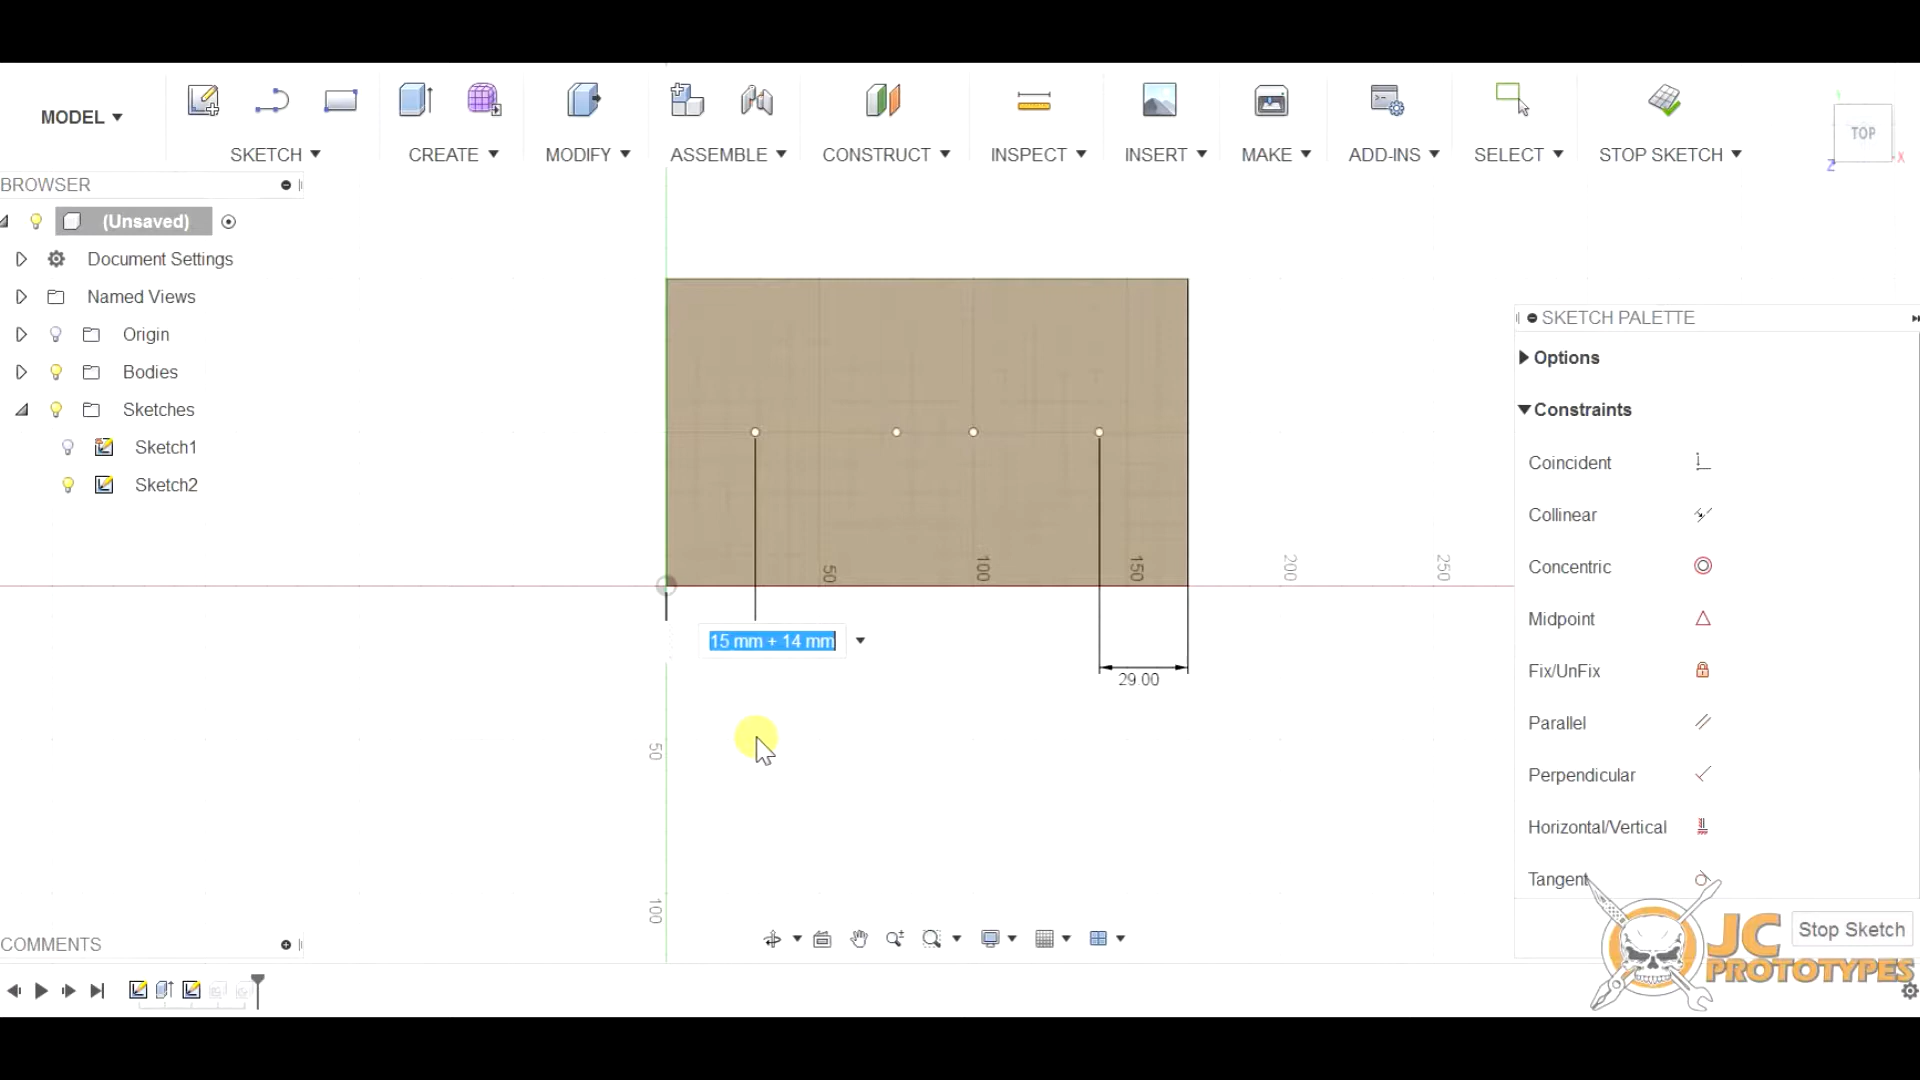 MODEL
SKETCH
CREATE
MODIFY
ASSEMBLE
CONSTRUCT
INSPECT
INSERT
MAKE
ADD-INS
SELECT
STOP SKETCH
TOP
Z
X
BROWSER
(Unsaved)
Document Settings
Named Views
Origin
Bodies
Sketches
Sketch1
Sketch2
50
100
150
200
250
15 mm + 14 mm
29 00
50
100
SKETCH PALETTE
Options
Constraints
Coincident
Collinear
Concentric
Midpoint
Fix/UnFix
Parallel
Perpendicular
Horizontal/Vertical
Tangent
Stop Sketch
JC
PROTOTYPES
COMMENTS